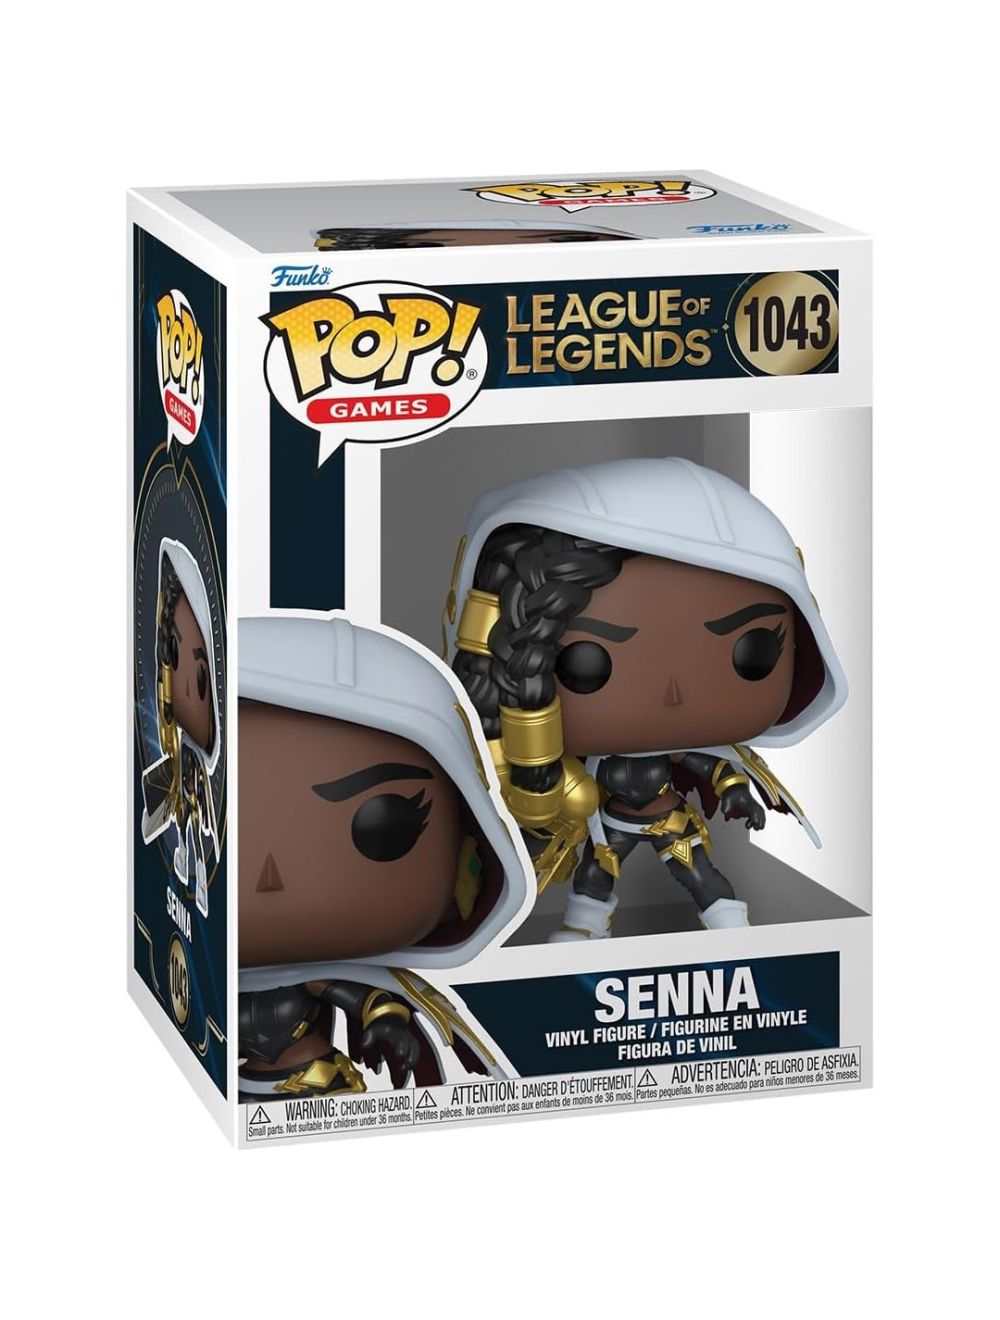 POP!
GAMES
Funko
Funko
POP!
GAMES
LEAGUE OF
LEGENDS™
1043
POP!
GAMES
SENNA
1043
SENNA
VINYL FIGURE / FIGURINE EN VINYLE
FIGURA DE VINIL
WARNING: CHOKING HAZARD.
Small parts. Not suitable for children under 36 months.
ATTENTION: DANGER D'ÉTOUFFEMENT.
Petites pièces. Ne convient pas aux enfants de moins de 36 mois.
ADVERTENCIA: PELIGRO DE ASFIXIA.
Partes pequeñas. No es adecuado para niños menores de 36 meses.